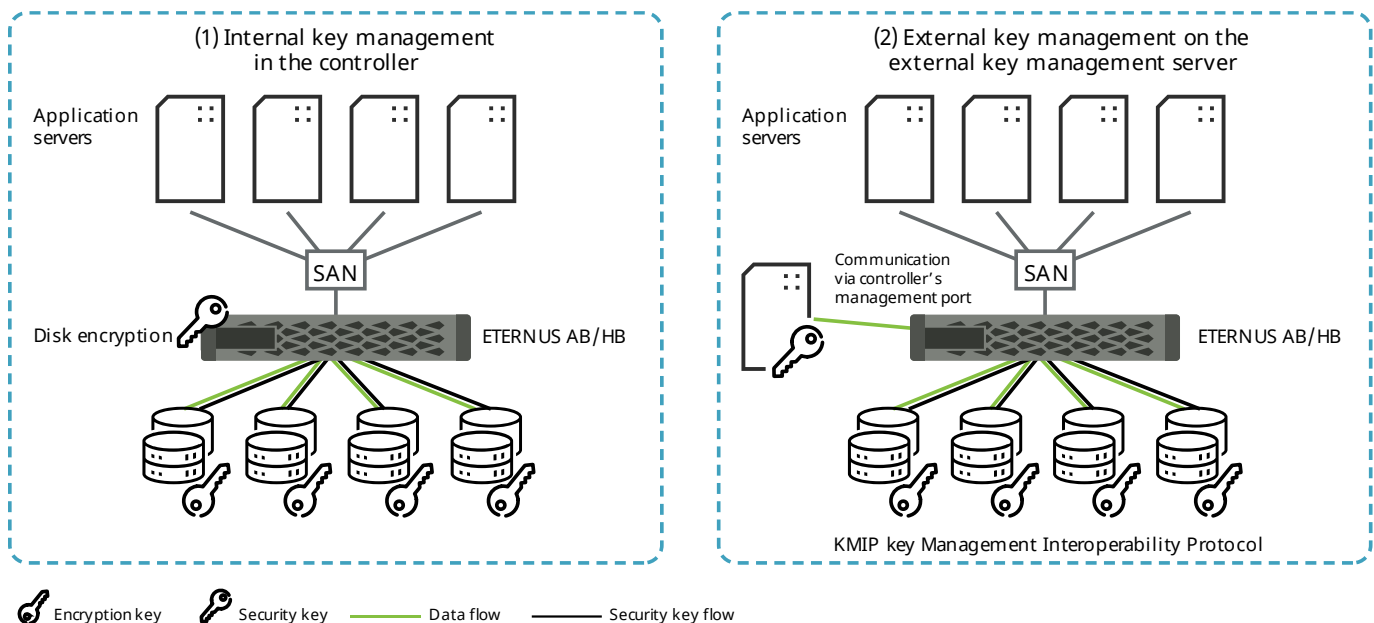 (1) Internal key management
in the controller
Application
servers
SAN
Disk encryption
ETERNUS AB/HB
(2) External key management on the
external key management server
Application
servers
Communication
via controller's
management port
SAN
ETERNUS AB/HB
KMIP key Management Interoperability Protocol
Encryption key
Security key
Data flow
Security key flow